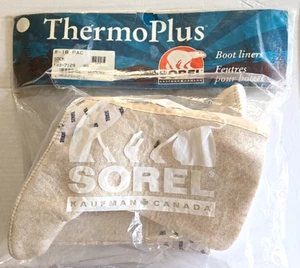 ThermoPlus
Boot liners
SOREL
Feutres
pour bottes
SOREL
KAUFMAN CANADA